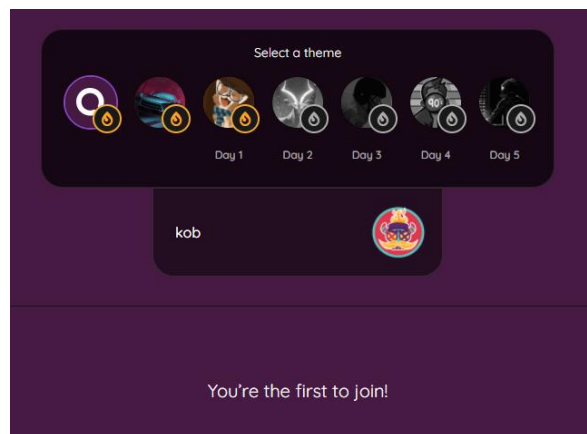 Select a theme
90's
Day 1 Day 2 Day 3 Day 4 Day 5
kob
You're the first to join!